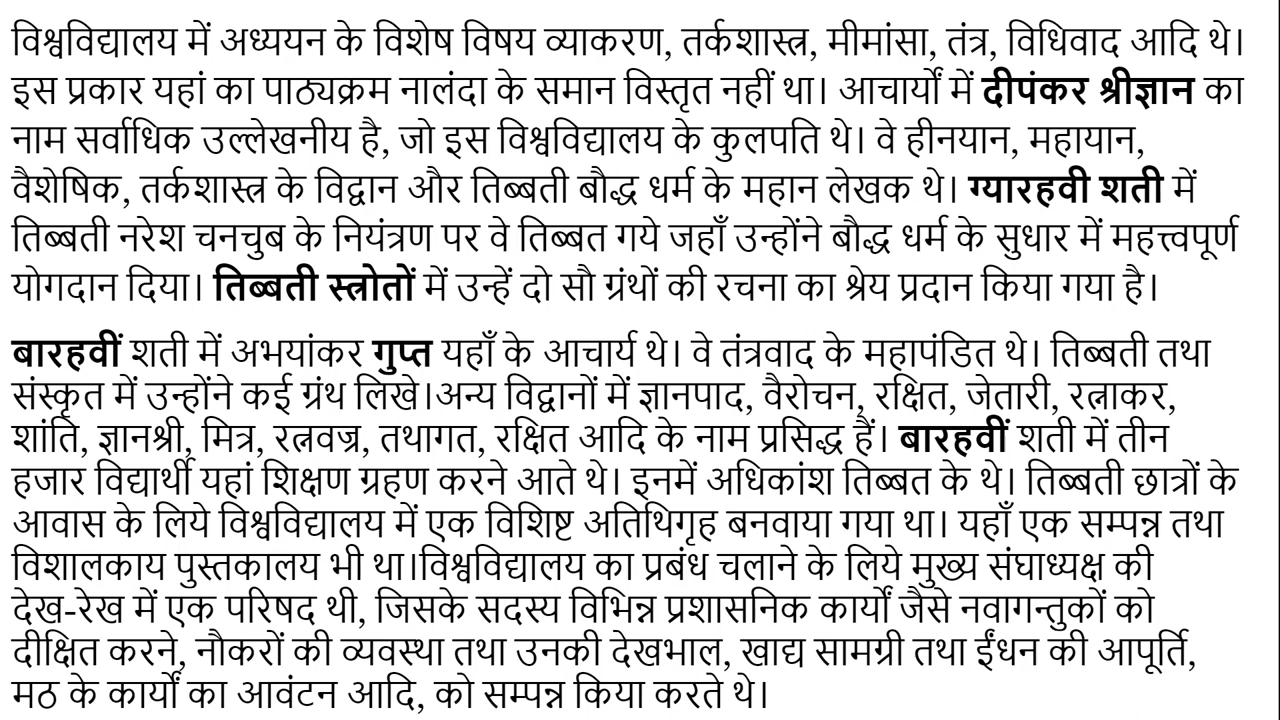 विश्वविद्यालय में अध्ययन के विशेष विषय व्याकरण, तर्कशास्त्र, मीमांसा, तंत्र, विधिवाद आदि थे।
इस प्रकार यहां का पाठ्यक्रम नालंदा के समान विस्तृत नहीं था। आचार्यों में दीपंकर श्रीज्ञान का
नाम सर्वाधिक उल्लेखनीय है, जो इस विश्वविद्यालय के कुलपति थे। वे हीनयान, महायान,
वैशेषिक, तर्कशास्त्र के विद्वान और तिब्बती बौद्ध धर्म के महान लेखक थे। ग्यारहवी शती में
तिब्बती नरेश चनचुब के नियंत्रण पर वे तिब्बत गये जहाँ उन्होंने बौद्ध धर्म के सुधार में महत्त्वपूर्ण
योगदान दिया। तिब्बती स्त्रोतों में उन्हें दो सौ ग्रंथों की रचना का श्रेय प्रदान किया गया है।
बारहवीं शती में अभयांकर गुप्त यहाँ के आचार्य थे। वे तंत्रवाद के महापंडित थे। तिब्बती तथा
संस्कृत में उन्होंने कई ग्रंथ लिखे।अन्य विद्वानों में ज्ञानपाद, वैरोचन, रक्षित, जेतारी, रत्नाकर,
शांति, ज्ञानश्री, मित्र, रत्नवज्र, तथागत, रक्षित आदि के नाम प्रसिद्ध हैं। बारहवीं शती में तीन
हजार विद्यार्थी यहां शिक्षण ग्रहण करने आते थे। इनमें अधिकांश तिब्बत के थे। तिब्बती छात्रों के
आवास के लिये विश्वविद्यालय में एक विशिष्ट अतिथिगृह बनवाया गया था। यहाँ एक सम्पन्न तथा
विशालकाय पुस्तकालय भी था।विश्वविद्यालय का प्रबंध चलाने के लिये मुख्य संघाध्यक्ष की
देख-रेख में एक परिषद थी, जिसके सदस्य विभिन्न प्रशासनिक कार्यों जैसे नवागन्तुकों को
दीक्षित करने, नौकरों की व्यवस्था तथा उनकी देखभाल, खाद्य सामग्री तथा ईंधन की आपूर्ति,
मठ के कार्यों का आवंटन आदि, को सम्पन्न किया करते थे।